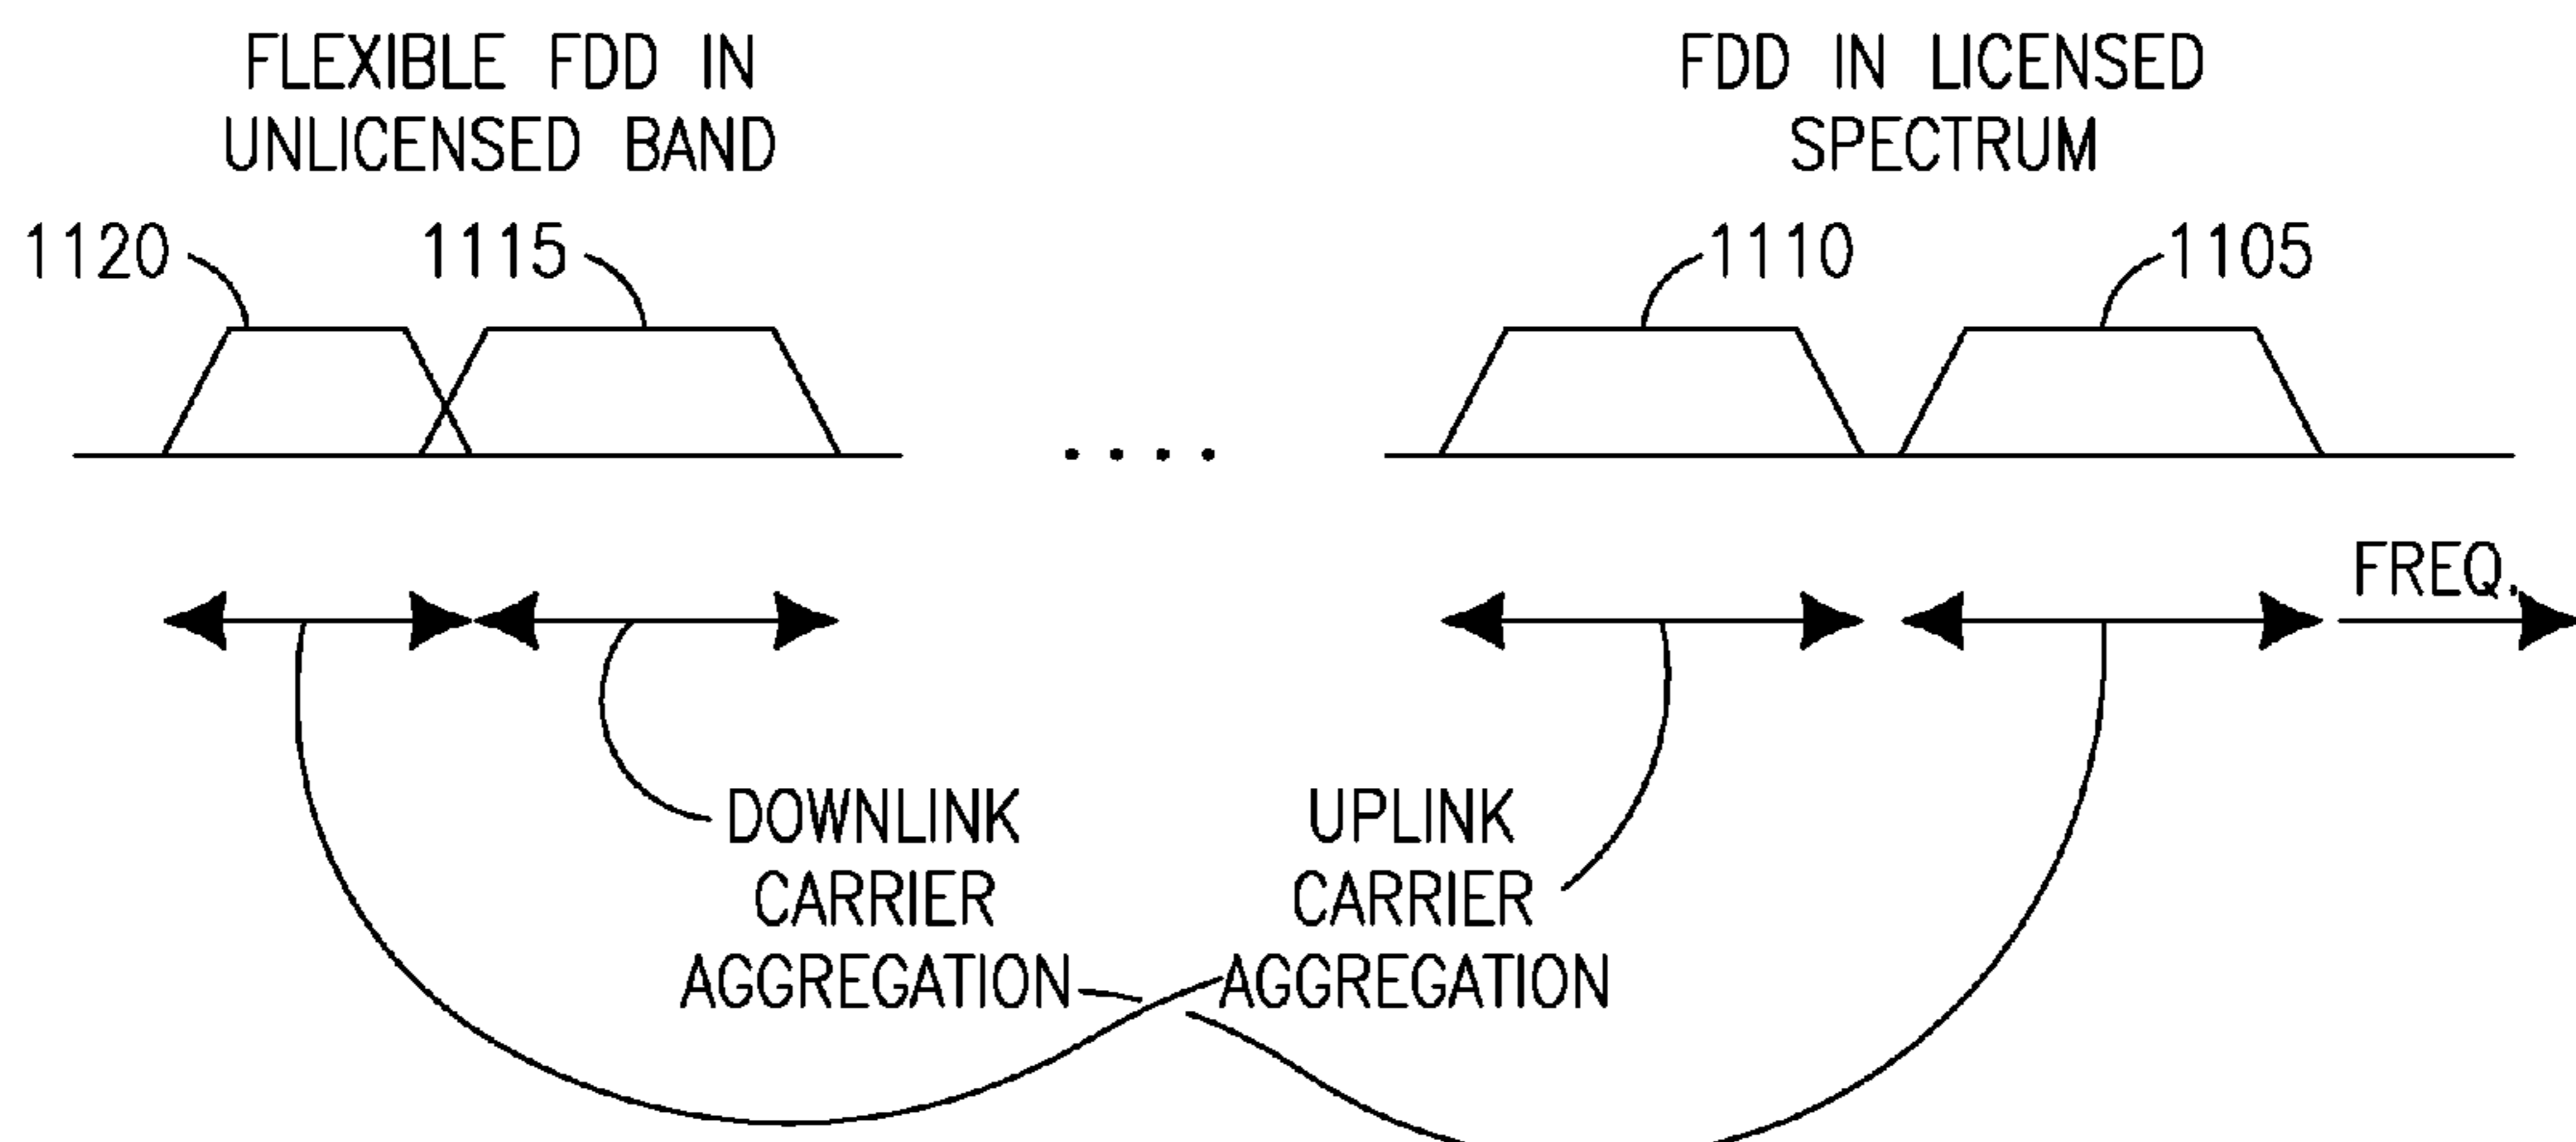 FLEXIBLE FDD IN
UNLICENSED BAND
FDD IN LICENSED
SPECTRUM
1120
1115
1110
1105
FREQ.
DOWNLINK
CARRIER
AGGREGATION
UPLINK
CARRIER
AGGREGATION